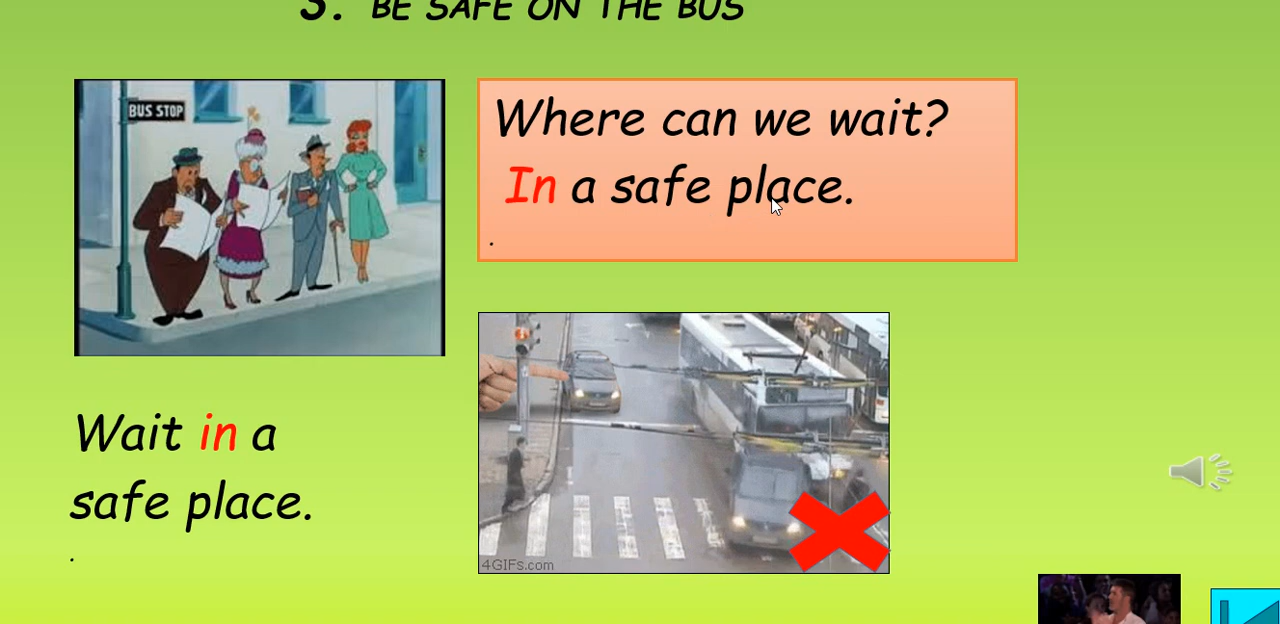 3. BE SAFE ON THE BUS
BUS STOP
Where can we wait?
In a safe place.
.
Wait in a
safe place.
.
4GIFs.com